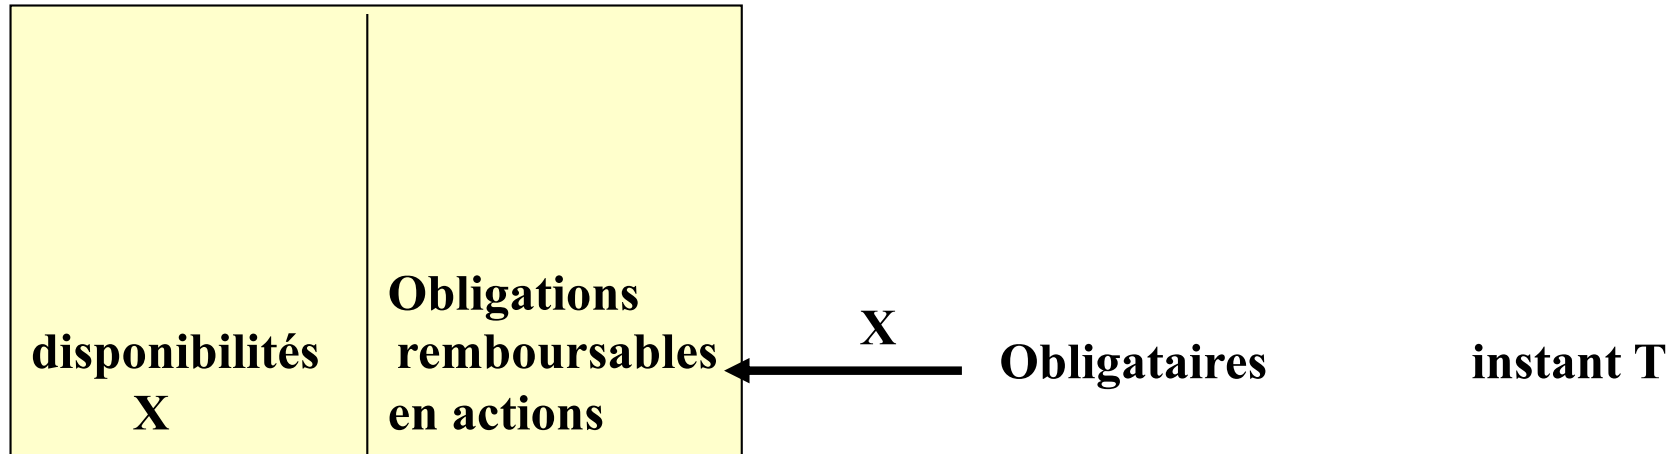 disponibilités
X
Obligations
remboursables
en actions
X
Obligataires
instant T